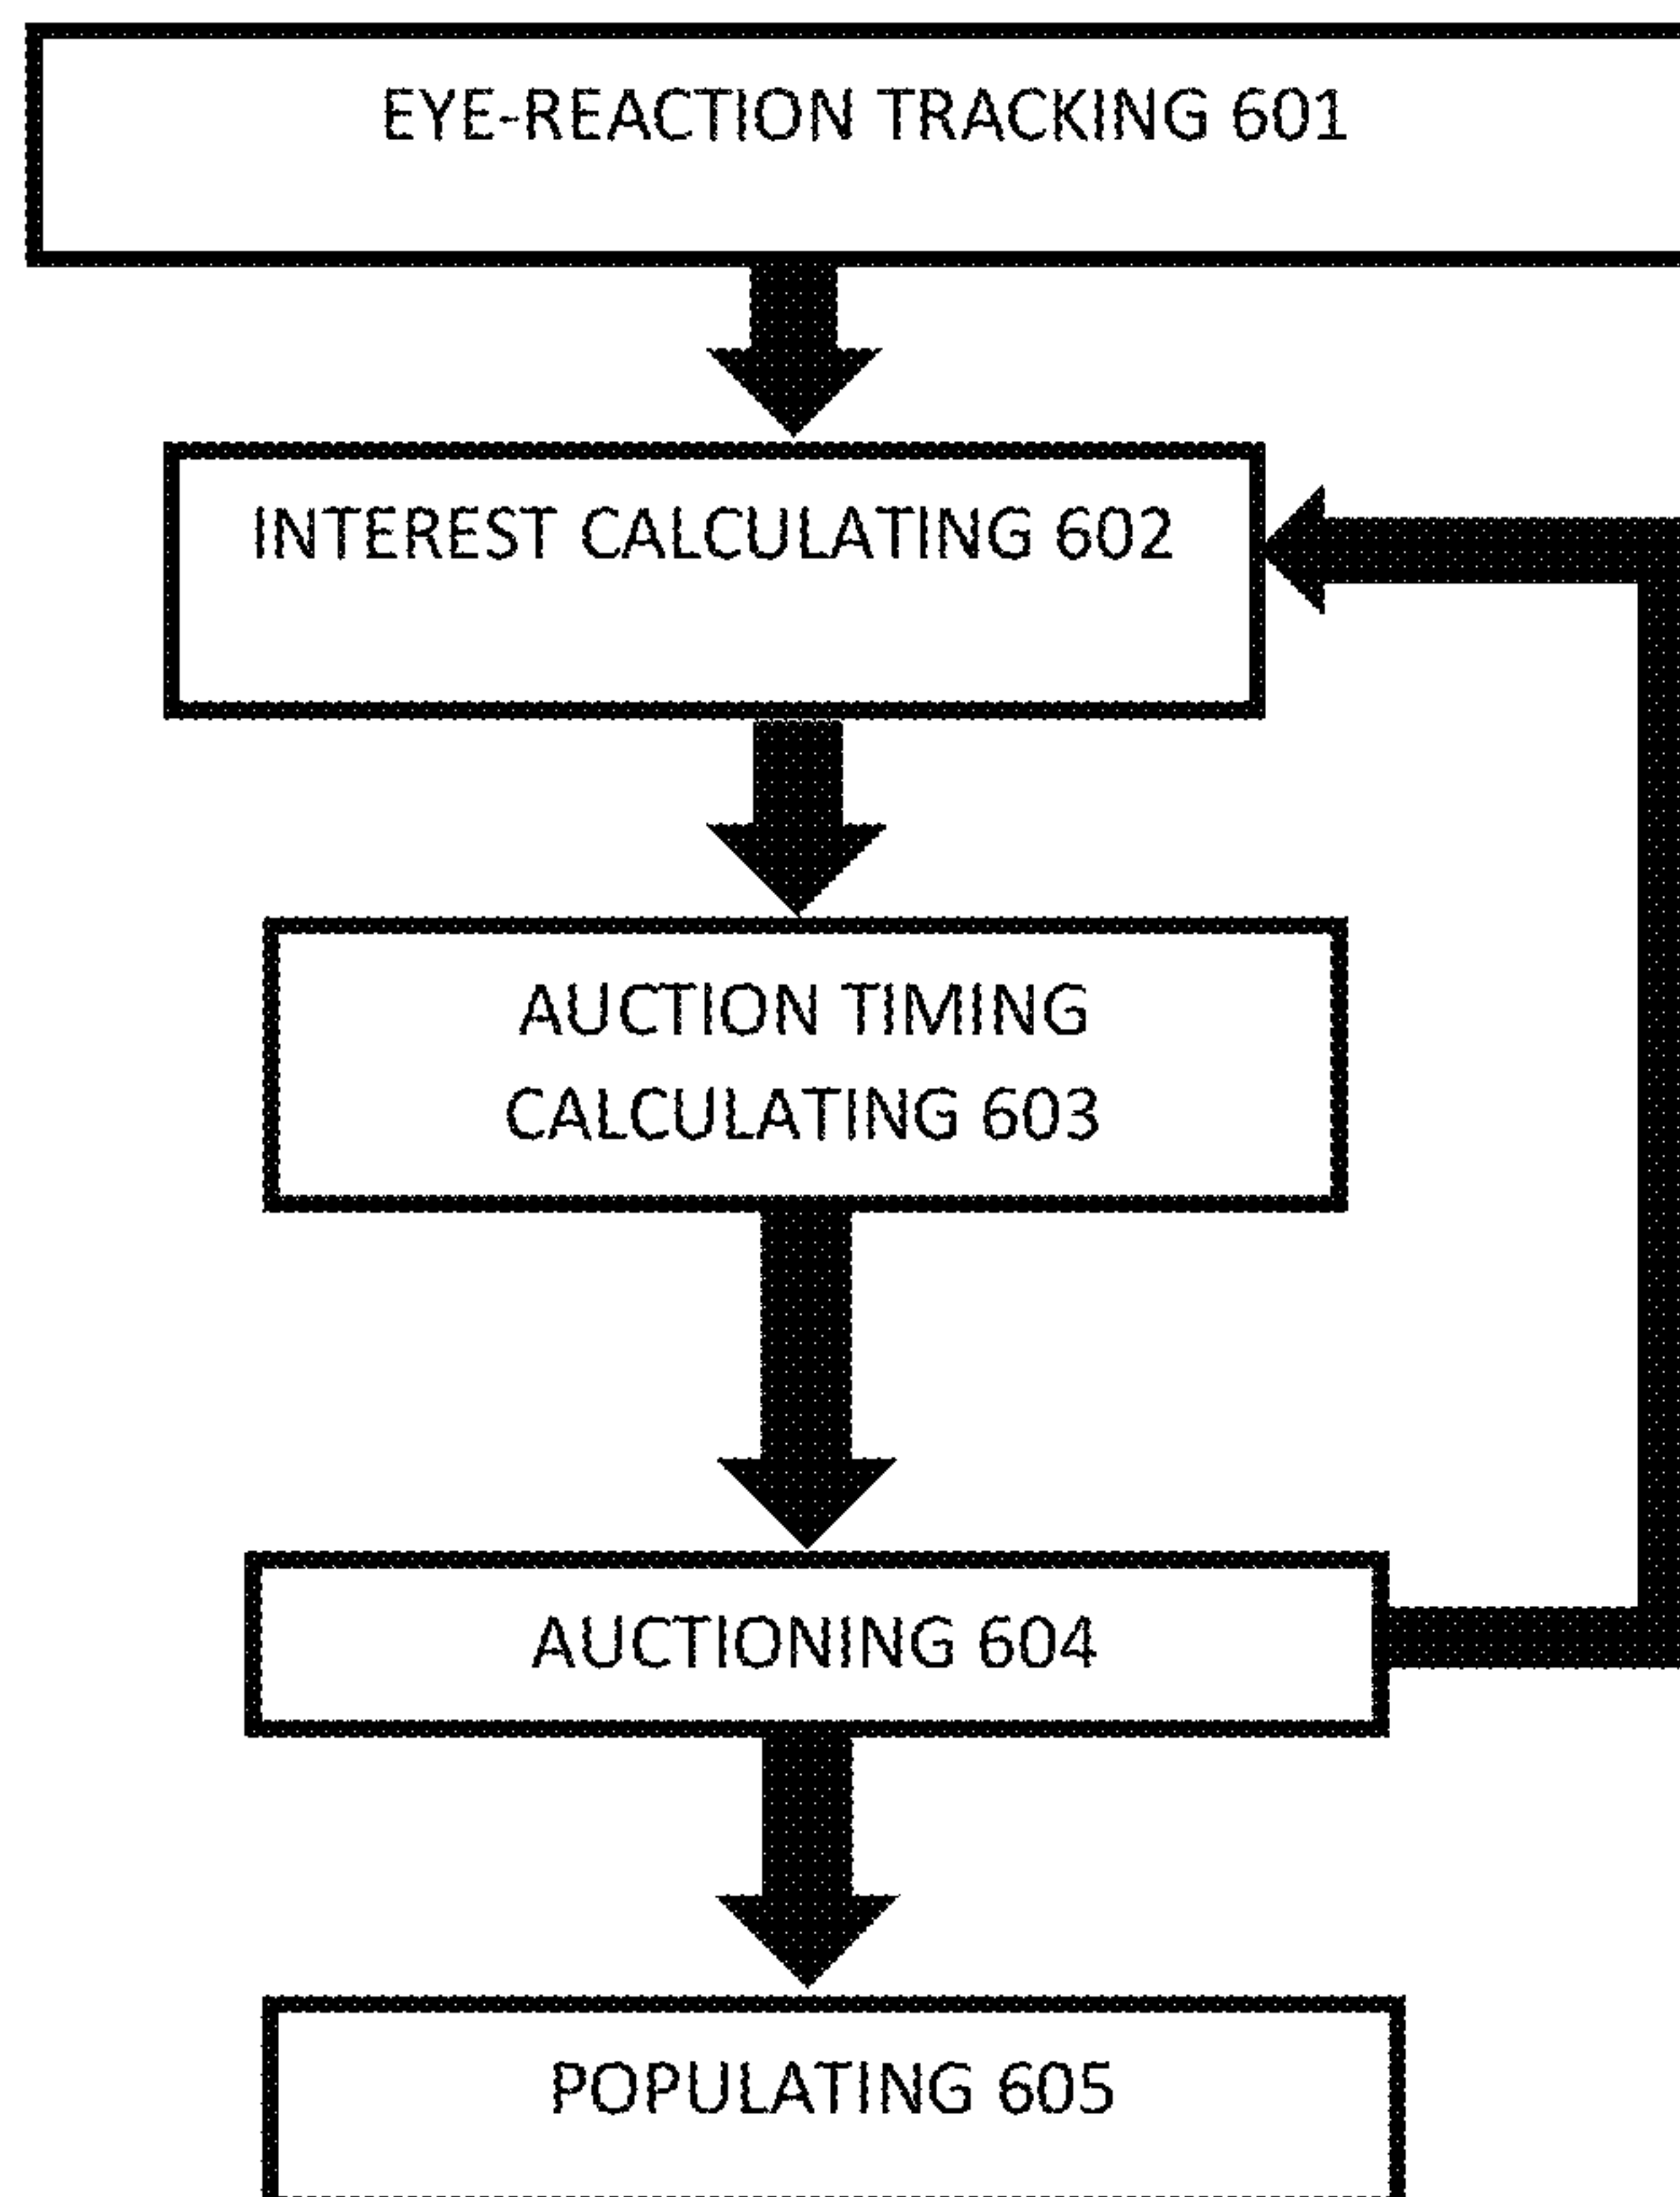 EYE-REACTION TRACKING 601
INTEREST CALCULATING 602
AUCTION TIMING
CALCULATING 603
AUCTIONING 604
POPULATING 605